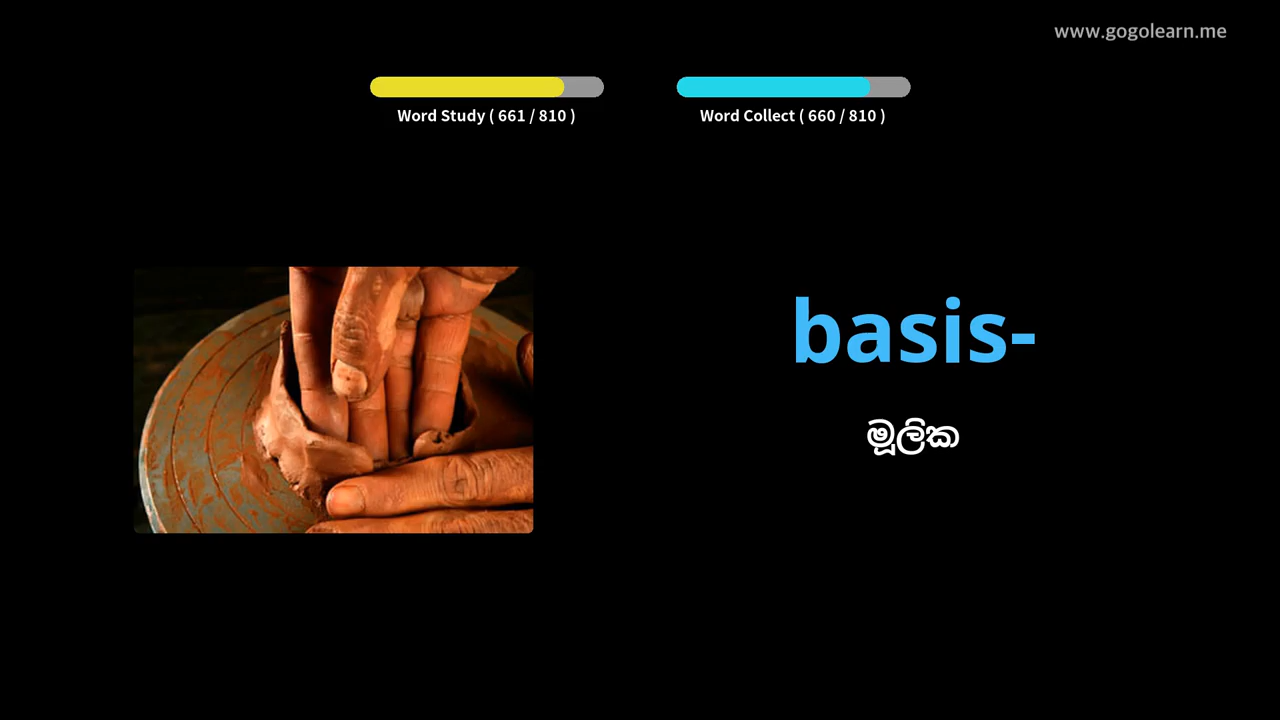 www.gogolearn.me
Word Study ( 661 / 810 )
Word Collect ( 660 / 810 )
basis-
මූලික